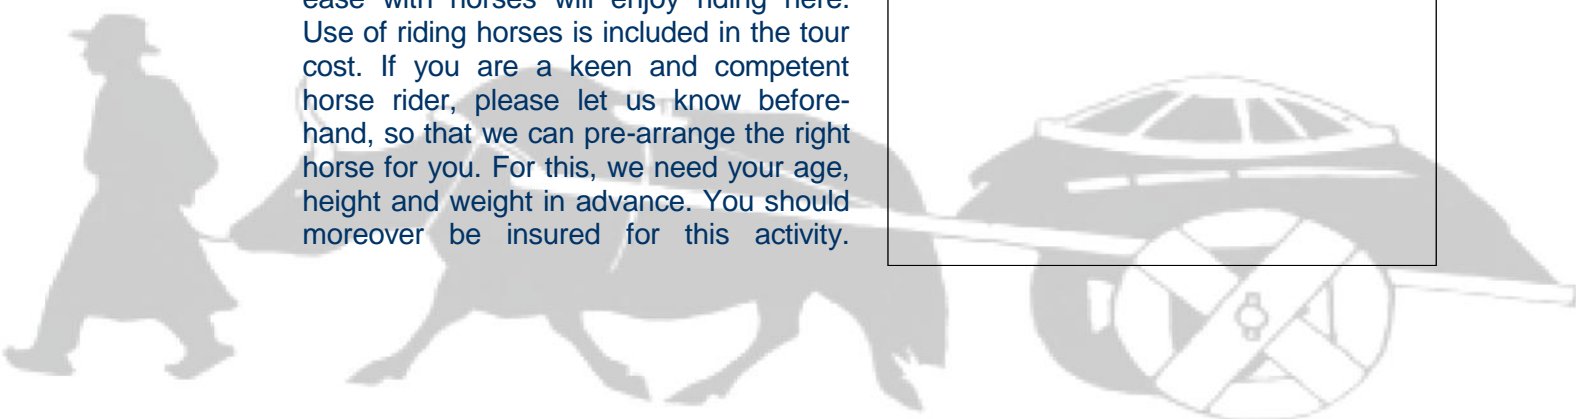 ease with horses will enjoy riding here.
Use of riding horses is included in the tour
cost. If you are a keen and competent
horse rider, please let us know before-
hand, so that we can pre-arrange the right
horse for you. For this, we need your age,
height and weight in advance. You should
moreover be insured for this activity.